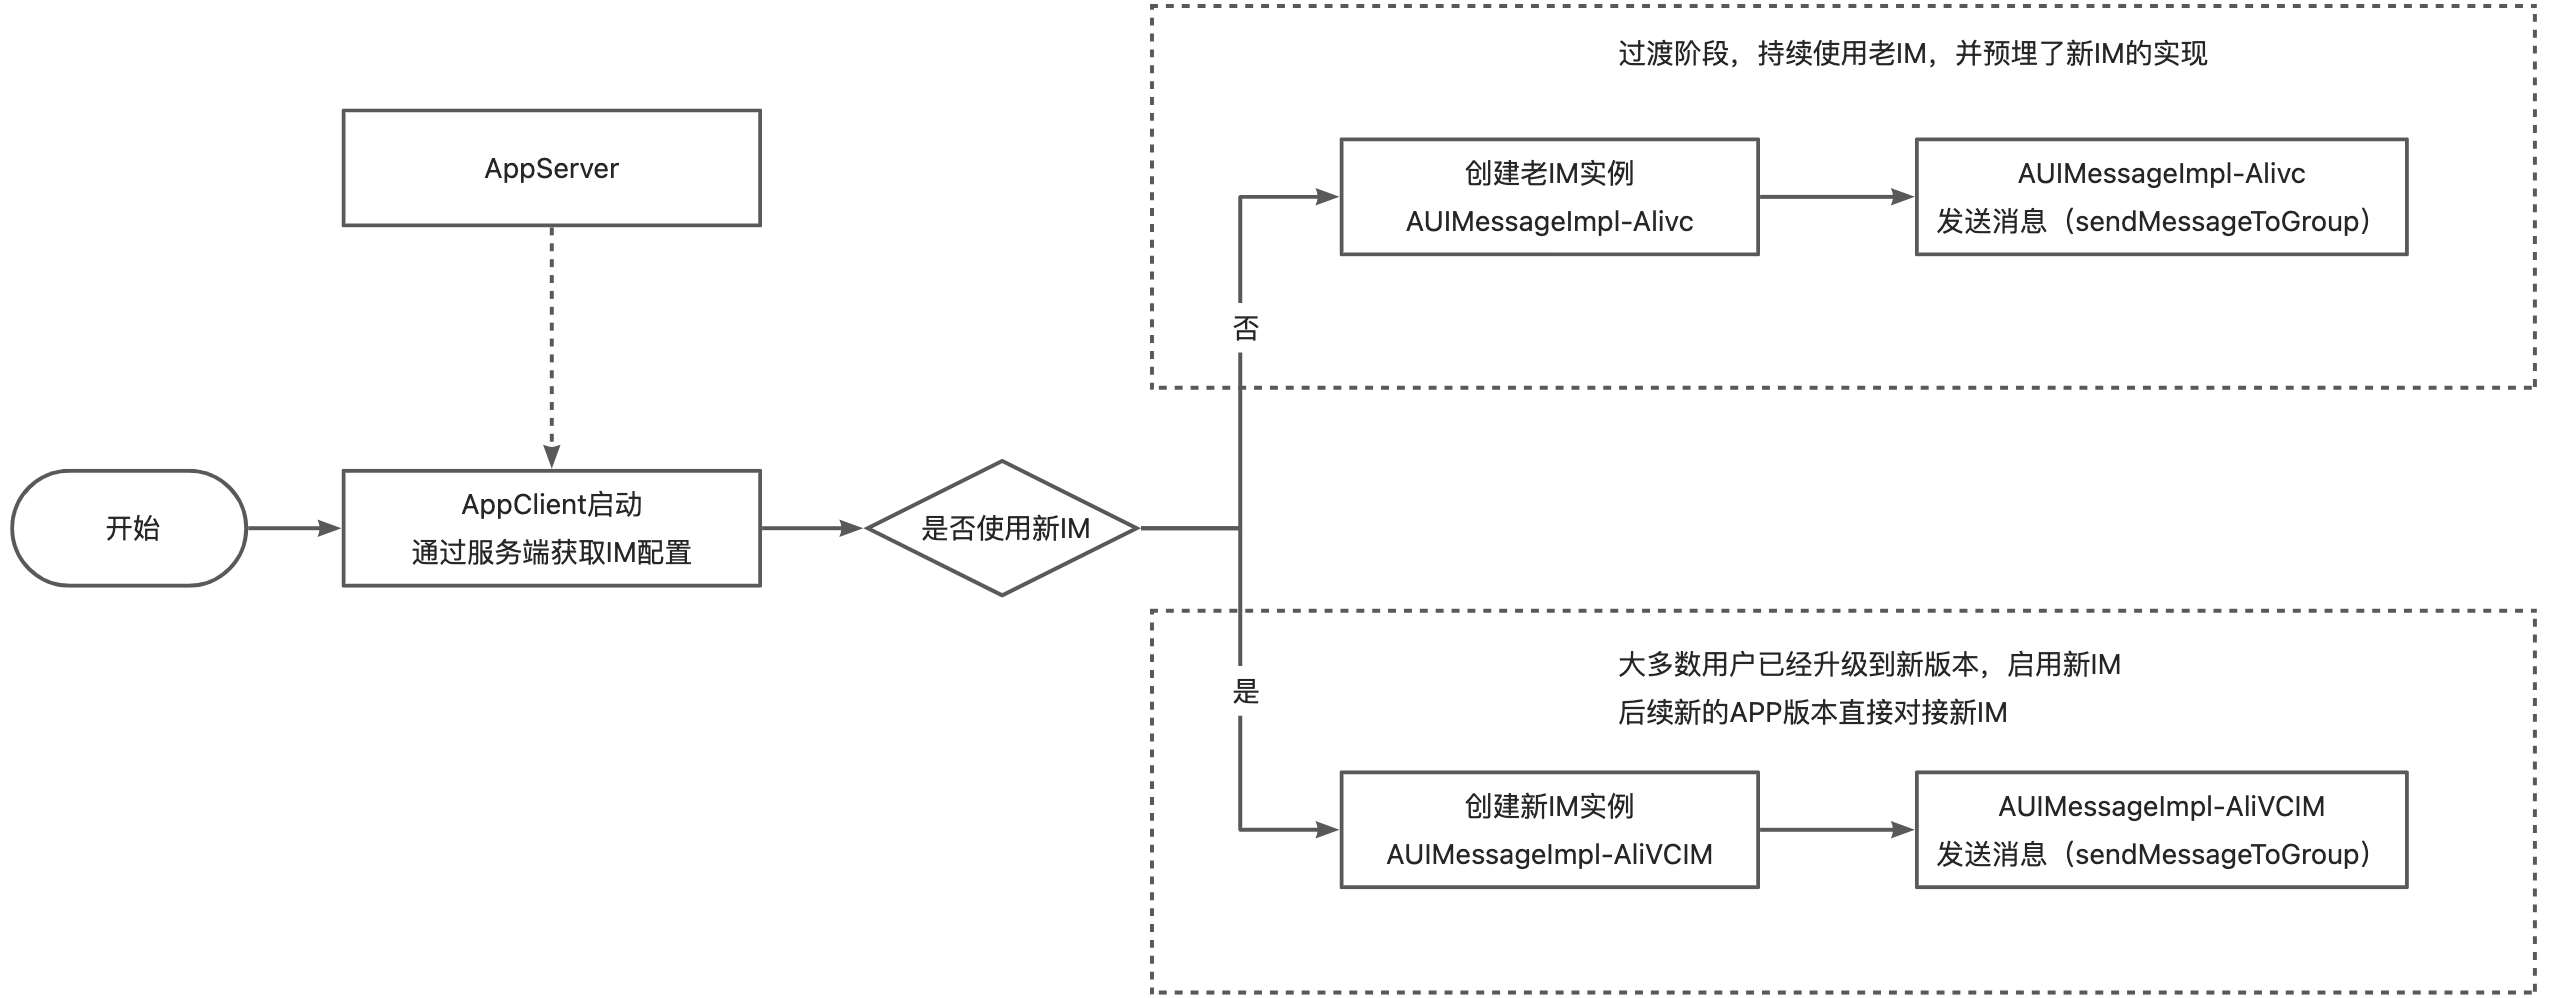 过渡阶段，持续使用老IM，并预埋了新IM的实现
AppServer
创建老IM实例
AUIMessageImpl-Alivc
AUIMessageImpl-Alivc
发送消息（sendMessageToGroup）
否
开始
AppClient启动
通过服务端获取IM配置
是否使用新IM
大多数用户已经升级到新版本，启用新IM
后续新的APP版本直接对接新IM
是
创建新IM实例
AUIMessageImpl-AliVCIM
AUIMessageImpl-AliVCIM
发送消息（sendMessageToGroup）